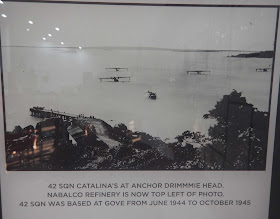 42 SQN CATALINA'S AT ANCHOR DRIMMMIE HEAD.
NABALCO REFINERY IS NOW TOP LEFT OF PHOTO.
42 SQN WAS BASED AT GOVE FROM JUNE 1944 TO OCTOBER 1945